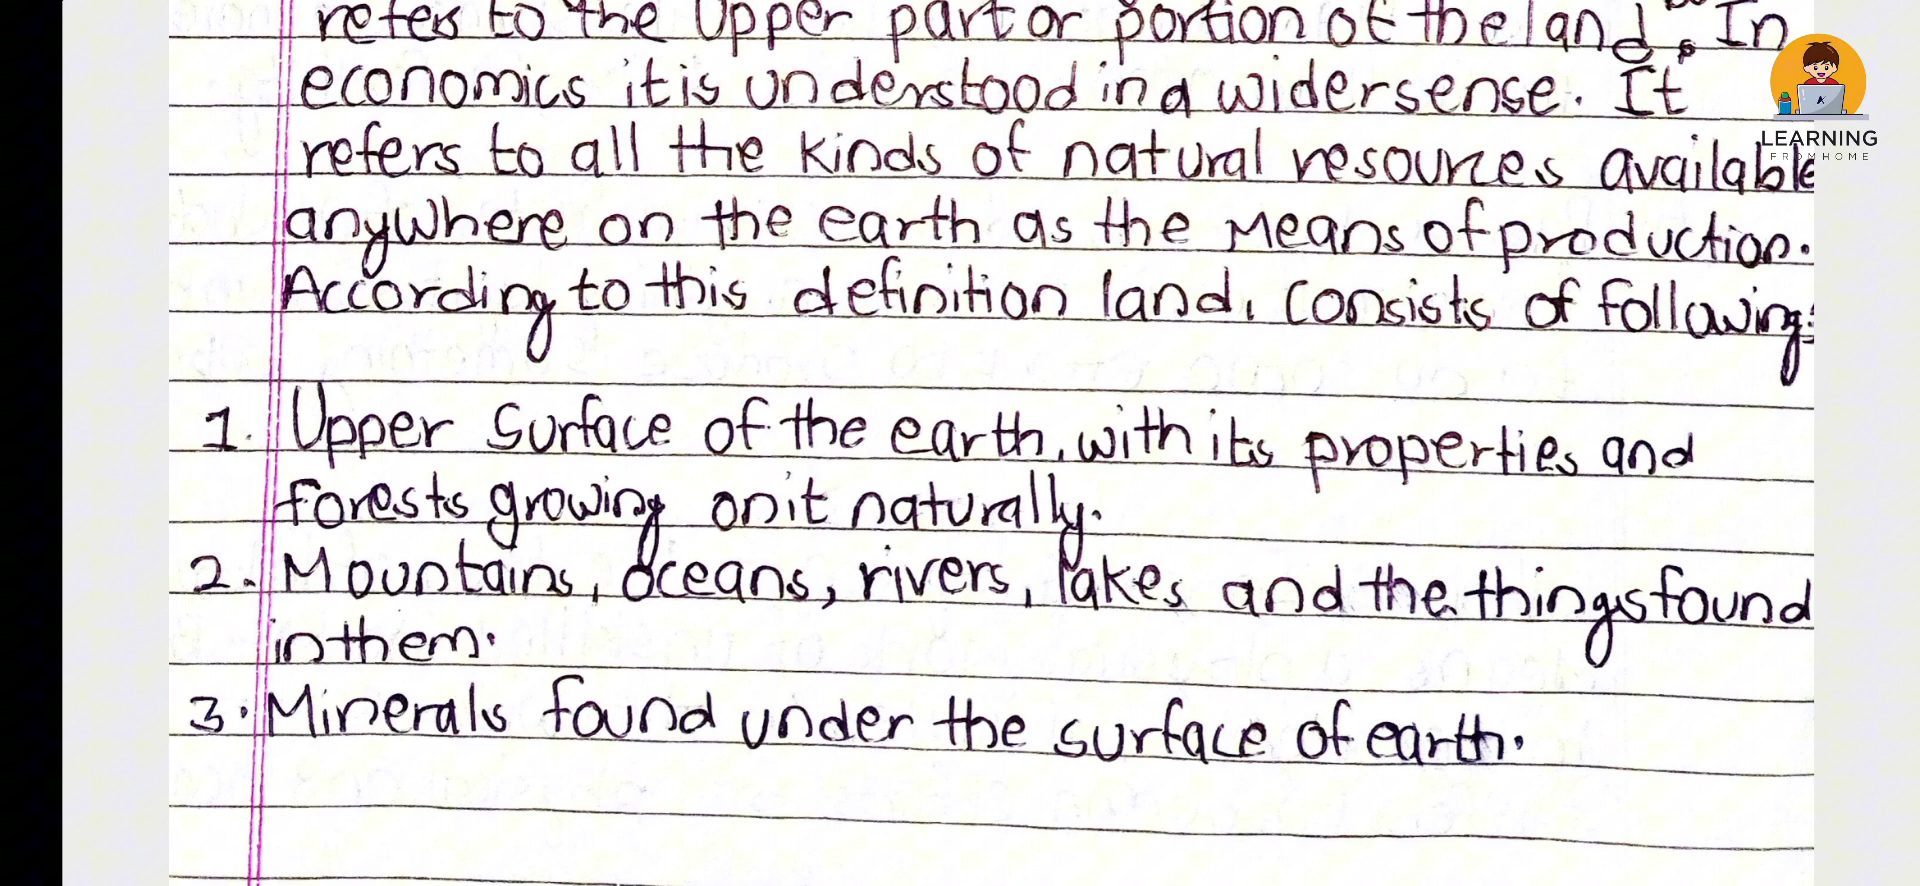 refers to the Upper part or portion of the land. In
economics it is understood in a wider sense. It
refers to all the kinds of natural resources available
anywhere on the earth as the Means of production.
According to this definition land, consists of following:
1. Upper Surface of the earth, with its properties and
forests growing on it naturally.
2. Mountains, oceans, rivers, lakes and the things found
in them.
3. Minerals found under the surface of earth.
K
LEARNING
FROM HOME